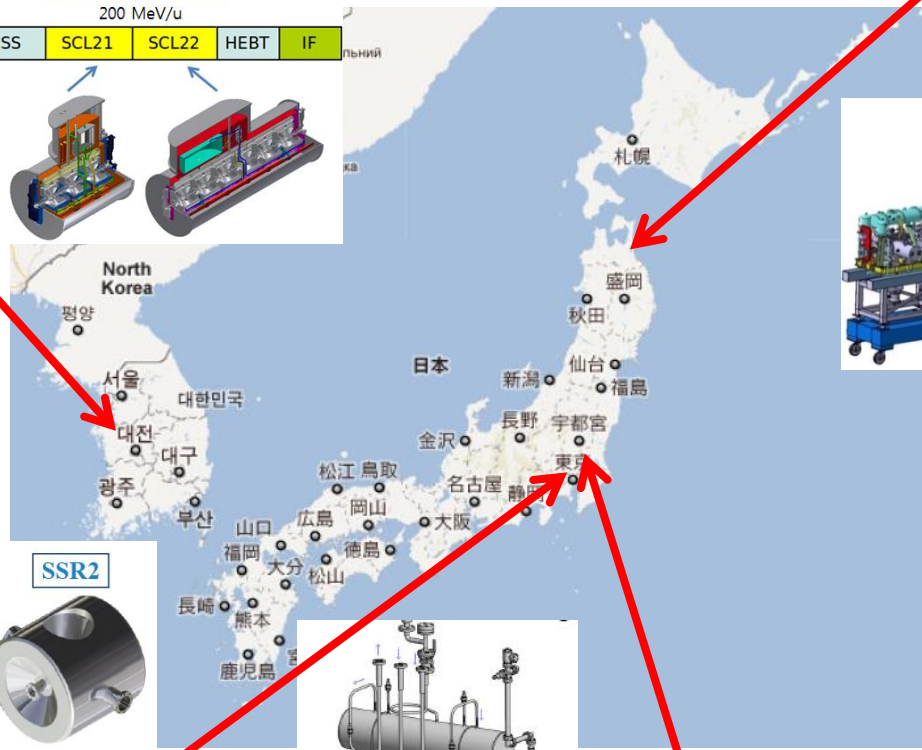 200 MeV/u
SS SCL21 SCL22 HEBT IF
льний
ка
札幌
North
Korea
盛岡
평양
秋田
日本
仙台
新潟
福島
서울
대한민국
長野
宇都宮
대전
金沢
대구
東京
松江
鳥取
名古屋
静岡
광주
岡山
부산
広島
大阪
山口
徳島
福岡
大分
松山
SSR2
長崎
熊本
鹿児島